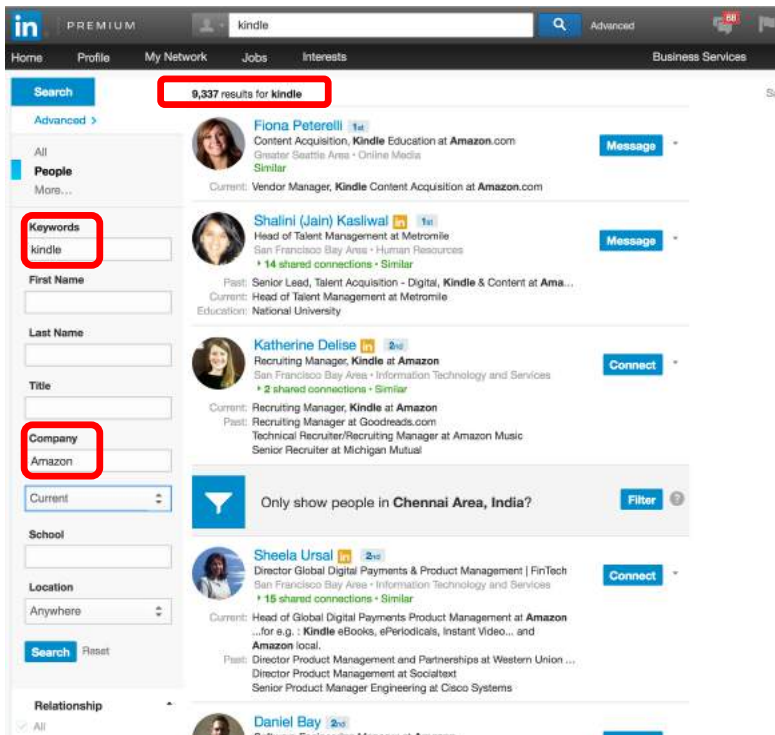 in PREMIUM kindle Advanced 68
Home Profile My Network Jobs Interests Business Services
Search
Advanced >
All
People
More...
Keywords
kindle
First Name
Last Name
Title
Company
Amazon
Current
School
Location
Anywhere
Search Reset
Relationship
All
9,337 results for kindle
Fiona Peterelli 1st
Content Acquisition, Kindle Education at Amazon.com
Greater Seattle Area • Online Media
Similar
Current: Vendor Manager, Kindle Content Acquisition at Amazon.com
Message
Shalini (Jain) Kasliwal in 1st
Head of Talent Management at Metromile
San Francisco Bay Area • Human Resources
14 shared connections • Similar
Past: Senior Lead, Talent Acquisition - Digital, Kindle & Content at Ama...
Current: Head of Talent Management at Metromile
Education: National University
Message
Katherine Delise in 2nd
Recruiting Manager, Kindle at Amazon
San Francisco Bay Area • Information Technology and Services
2 shared connections • Similar
Current: Recruiting Manager, Kindle at Amazon
Past: Recruiting Manager at Goodreads.com
Technical Recruiter/Recruiting Manager at Amazon Music
Senior Recruiter at Michigan Mutual
Connect
Only show people in Chennai Area, India?
Filter ?
Sheela Ursal in 2nd
Director Global Digital Payments & Product Management | FinTech
San Francisco Bay Area • Information Technology and Services
15 shared connections • Similar
Current: Head of Global Digital Payments Product Management at Amazon
...for e.g. : Kindle eBooks, ePeriodicals, Instant Video... and
Amazon local.
Past: Director Product Management and Partnerships at Western Union ...
Director Product Management at Socialtext
Senior Product Manager Engineering at Cisco Systems
Connect
Daniel Bay 2nd